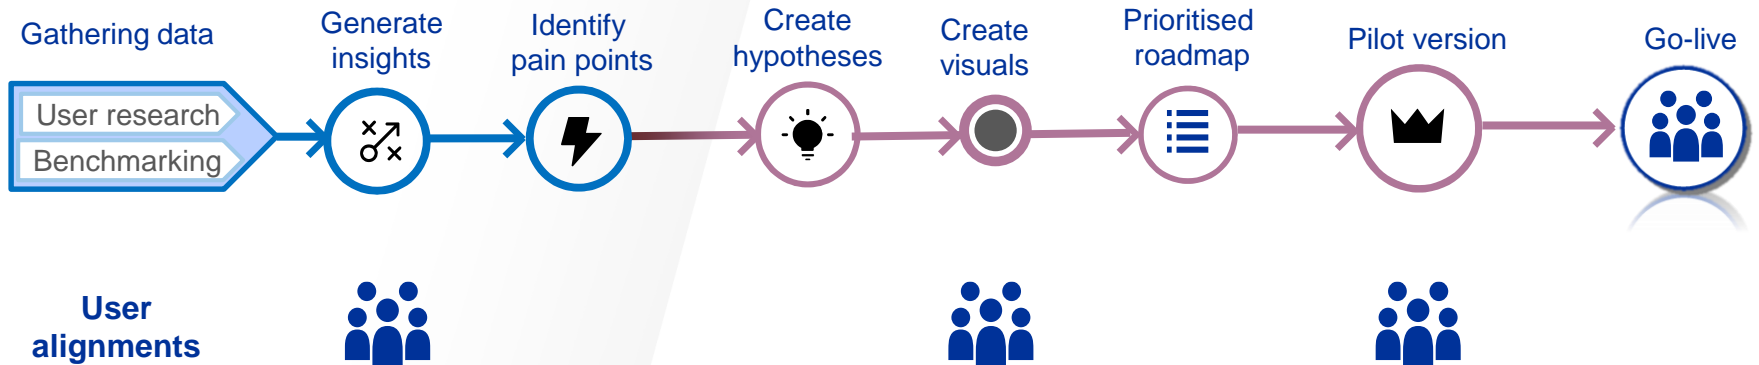 Gathering data
User research
Benchmarking
Generate
insights
Identify
pain points
Create
hypotheses
Create
visuals
Prioritised
roadmap
Pilot version
Go-live
User
alignments